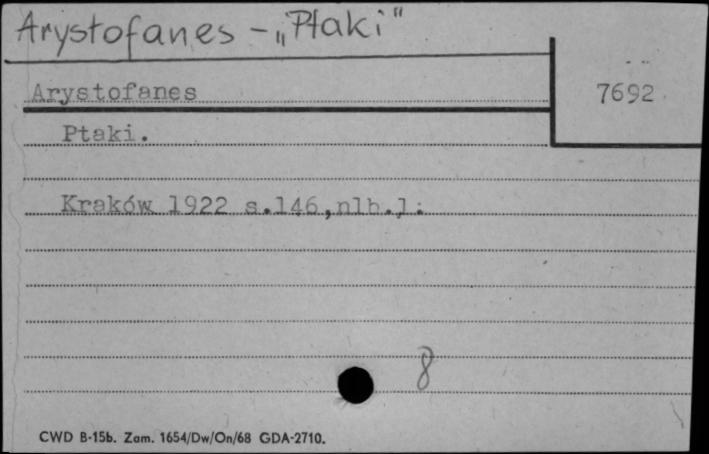 Arystofanes - „Ptaki"
Arystofanes
7692
Ptaki.
Kraków 1922 s.146,nlb.1.
8
CWD B-15b. Zam. 1654/Dw/On/68 GDA-2710.